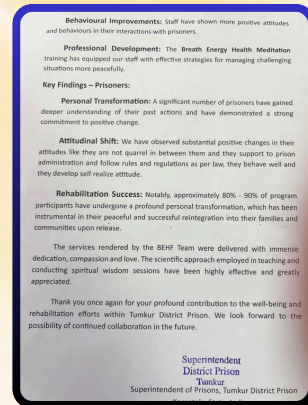 Behavioural Improvements: Staff have shown more positive attitudes
and behaviours in their interactions with prisoners.
Professional Development: The Breath Energy Health Meditation
training has equipped our staff with effective strategies for managing challenging
situations more peacefully.
Key Findings – Prisoners:
Personal Transformation: A significant number of prisoners have gained
deeper understanding of their past actions and have demonstrated a strong
commitment to positive change.
Attitudinal Shift: We have observed substantial positive changes in their
attitudes like they are not quarrel in between them and they support to prison
administration and follow rules and regulations as per law, they behave well and
they develop self realize attitude.
Rehabilitation Success: Notably, approximately 80% - 90% of program
participants have undergone a profound personal transformation, which has been
instrumental in their peaceful and successful reintegration into their families and
communities upon release.
The services rendered by the BEHF Team were delivered with immense
dedication, compassion and love. The scientific approach employed in teaching and
conducting spiritual wisdom sessions have been highly effective and greatly
appreciated.
Thank you once again for your profound contribution to the well-being and
rehabilitation efforts within Tumkur District Prison. We look forward to the
possibility of continued collaboration in the future.
Superintendent
District Prison
Tumkur
Superintendent of Prisons, Tumkur District Prison